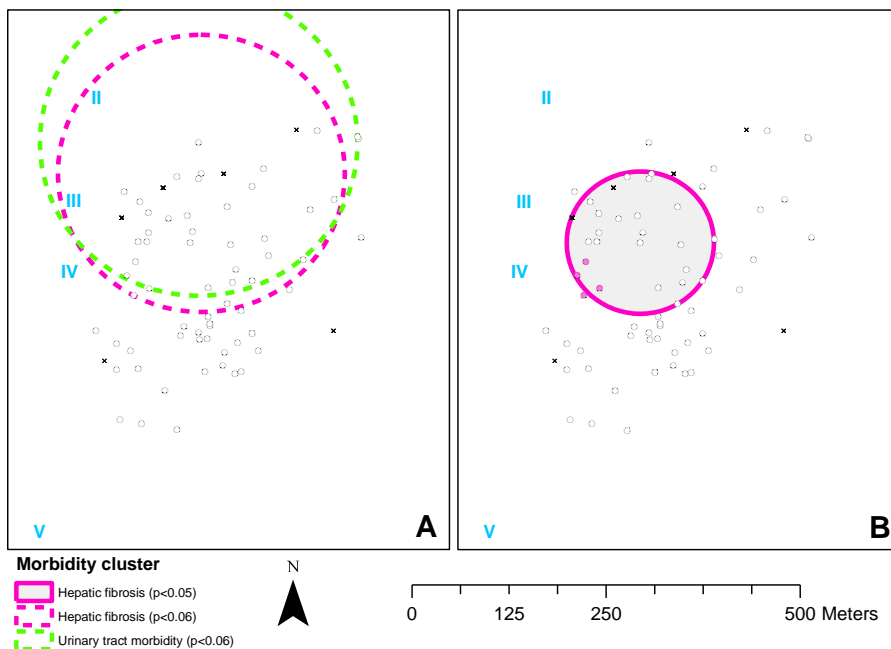 II
III
IV
V
A
II
III
IV
V
B
Morbidity cluster
Hepatic fibrosis (p<0.05)
Hepatic fibrosis (p<0.06)
Urinary tract morbidity (p<0.06)
N
0 125 250 500 Meters